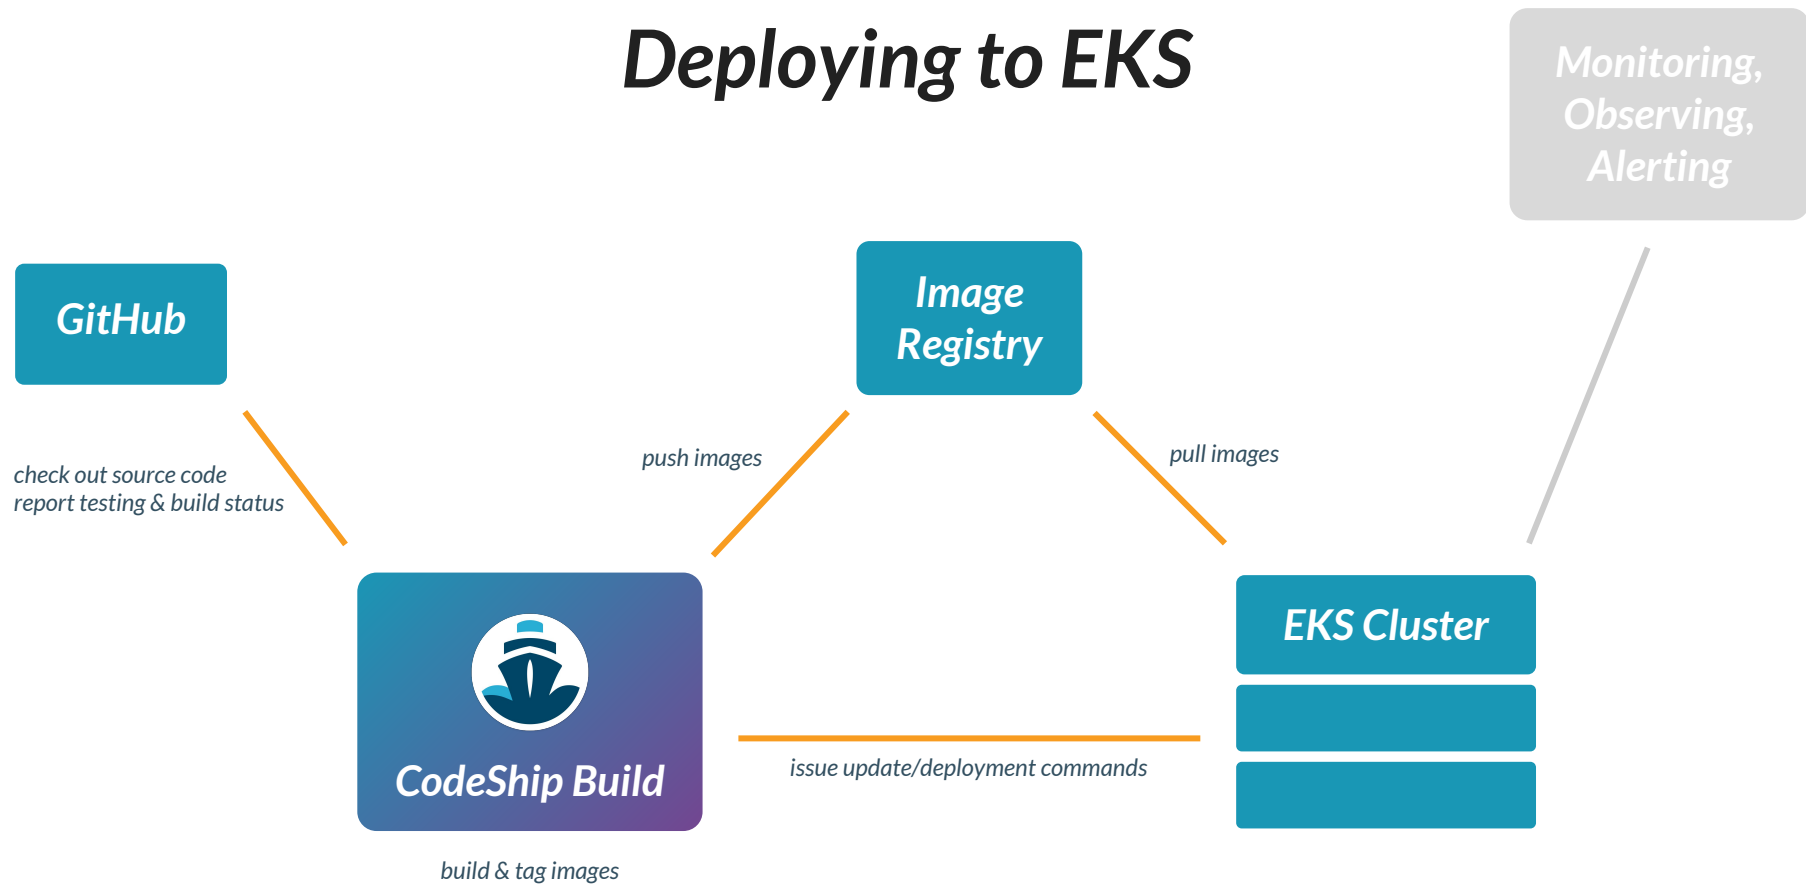 Deploying to EKS
Monitoring,
Observing,
Alerting
GitHub
Image
Registry
check out source code
report testing & build status
push images
pull images
CodeShip Build
EKS Cluster
issue update/deployment commands
build & tag images